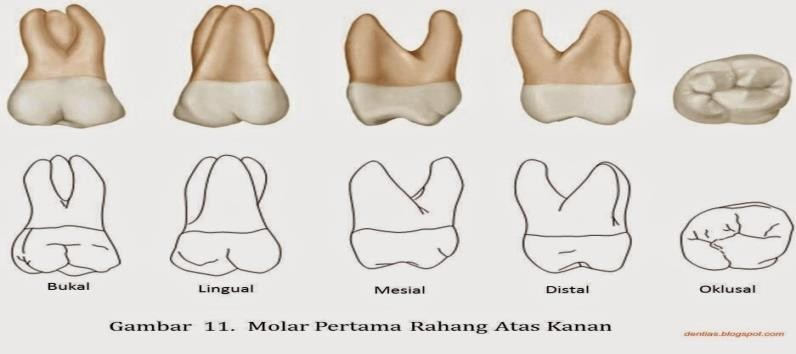 Bukal Lingual Mesial Distal Oklusal
Gambar 11. Molar Pertama Rahang Atas Kanan
dentias.blogspot.com